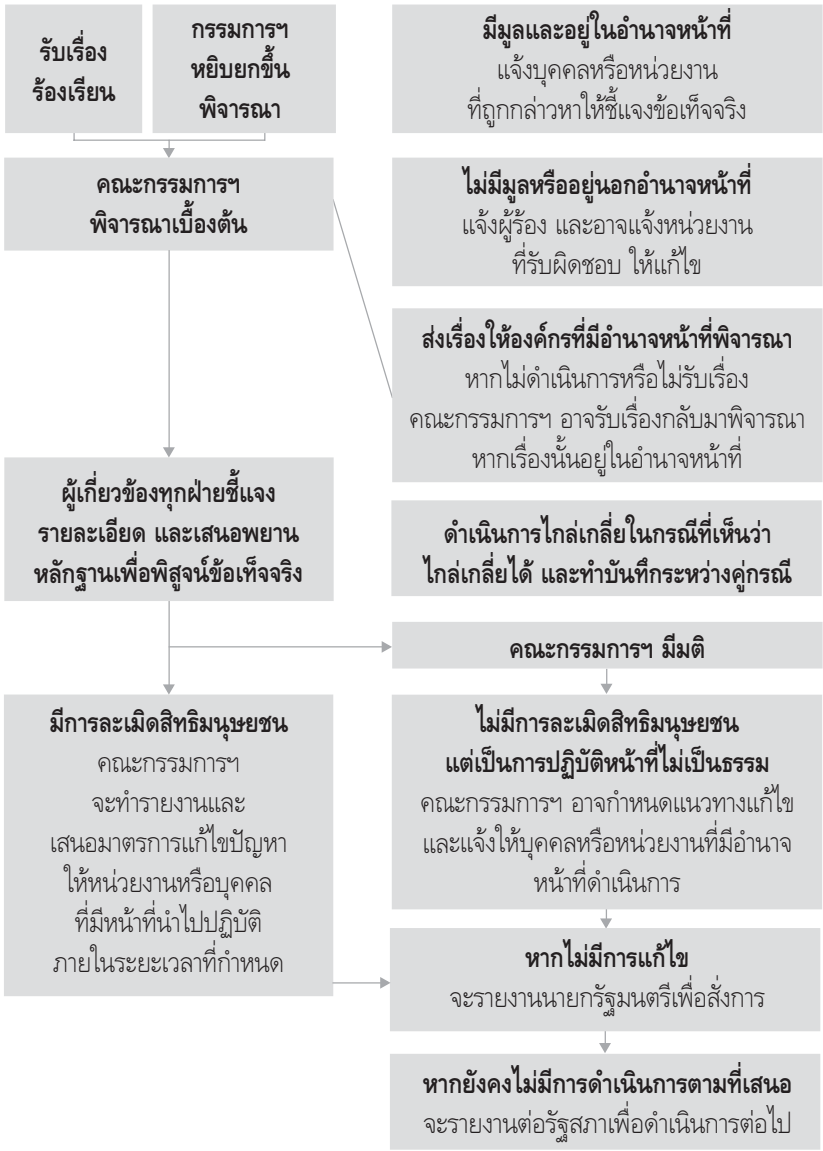 รับเรื่อง
ร้องเรียน
กรรมการฯ
หยิบยกขึ้น
พิจารณา
มีมูลและอยู่ในอำนาจหน้าที่
แจ้งบุคคลหรือหน่วยงาน
ที่ถูกกล่าวหาให้ชี้แจงข้อเท็จจริง
คณะกรรมการฯ
พิจารณาเบื้องต้น
ไม่มีมูลหรืออยู่นอกอำนาจหน้าที่
แจ้งผู้ร้อง และอาจแจ้งหน่วยงาน
ที่รับผิดชอบ ให้แก้ไข
ส่งเรื่องให้องค์กรที่มีอำนาจหน้าที่พิจารณา
หากไม่ดำเนินการหรือไม่รับเรื่อง
คณะกรรมการฯ อาจรับเรื่องกลับมาพิจารณา
หากเรื่องนั้นอยู่ในอำนาจหน้าที่
ผู้เกี่ยวข้องทุกฝ่ายชี้แจง
รายละเอียด และเสนอพยาน
หลักฐานเพื่อพิสูจน์ข้อเท็จจริง
ดำเนินการไกล่เกลี่ยในกรณีที่เห็นว่า
ไกล่เกลี่ยได้ และทำบันทึกระหว่างคู่กรณี
คณะกรรมการฯ มีมติ
มีการละเมิดสิทธิมนุษยชน
คณะกรรมการฯ
จะทำรายงานและ
เสนอมาตรการแก้ไขปัญหา
ให้หน่วยงานหรือบุคคล
ที่มีหน้าที่นำไปปฏิบัติ
ภายในระยะเวลาที่กำหนด
ไม่มีการละเมิดสิทธิมนุษยชน
แต่เป็นการปฏิบัติหน้าที่ไม่เป็นธรรม
คณะกรรมการฯ อาจกำหนดแนวทางแก้ไข
และแจ้งให้บุคคลหรือหน่วยงานที่มีอำนาจ
หน้าที่ดำเนินการ
หากไม่มีการแก้ไข
จะรายงานนายกรัฐมนตรีเพื่อสั่งการ
หากยังคงไม่มีการดำเนินการตามที่เสนอ
จะรายงานต่อรัฐสภาเพื่อดำเนินการต่อไป